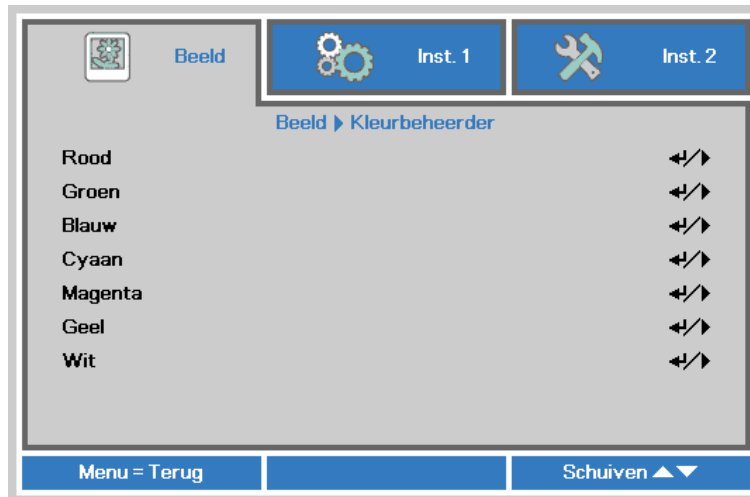 Beeld Inst. 1 Inst. 2
Beeld ▶ Kleurbeheerder
Rood ↵/▶
Groen ↵/▶
Blauw ↵/▶
Cyaan ↵/▶
Magenta ↵/▶
Geel ↵/▶
Wit ↵/▶
Menu = Terug Schuiven ▲▼